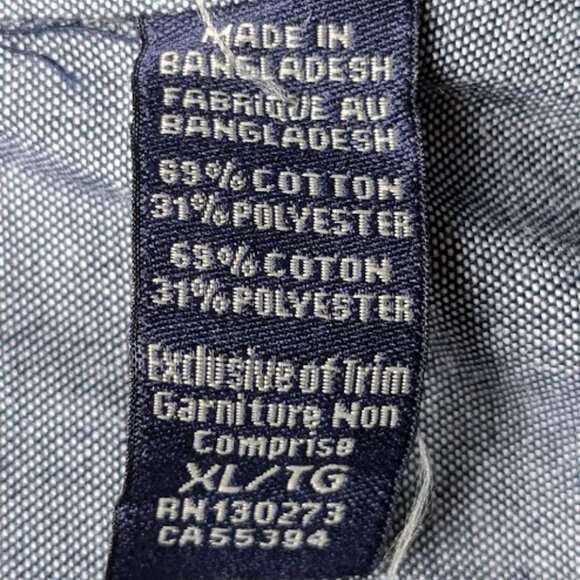 MADE IN
BANGLADESH
FABRIQUE AU
BANGLADESH
69% COTTON
31% POLYESTER
69% COTON
31% POLYESTER
Exclusive of Trim
Garniture Non
Comprise
XL/TG
RN130273
CA55394